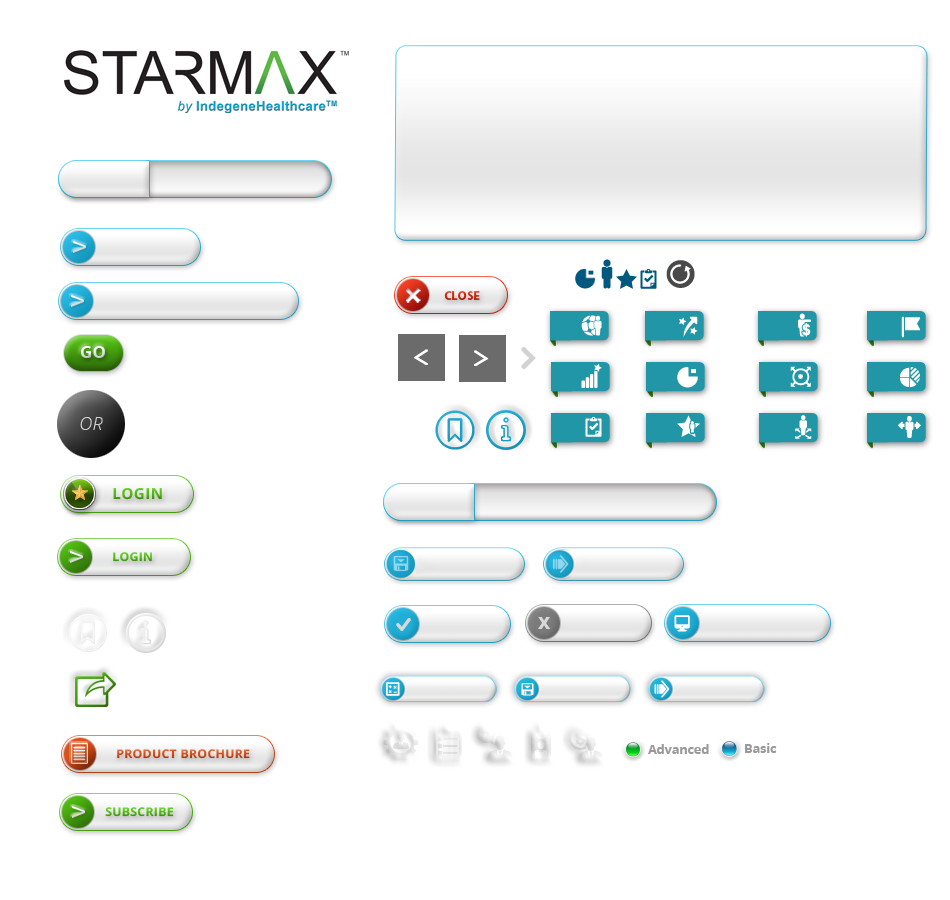 STARMAX™
by IndegeneHealthcare™
CLOSE
GO
OR
LOGIN
LOGIN
PRODUCT BROCHURE
SUBSCRIBE
Advanced
Basic